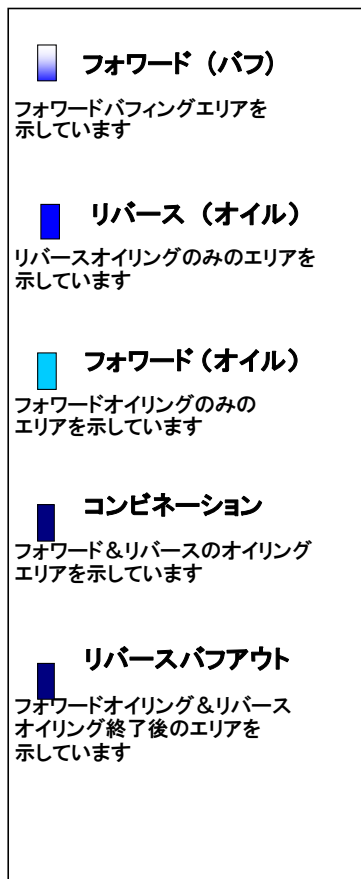 フォワード（バフ）
フォワードバフィングエリアを
示しています
リバース（オイル）
リバースオイリングのみのエリアを
示しています
フォワード（オイル）
フォワードオイリングのみの
エリアを示しています
コンビネーション
フォワード＆リバースのオイリング
エリアを示しています
リバースバフアウト
フォワードオイリング＆リバース
オイリング終了後のエリアを
示しています